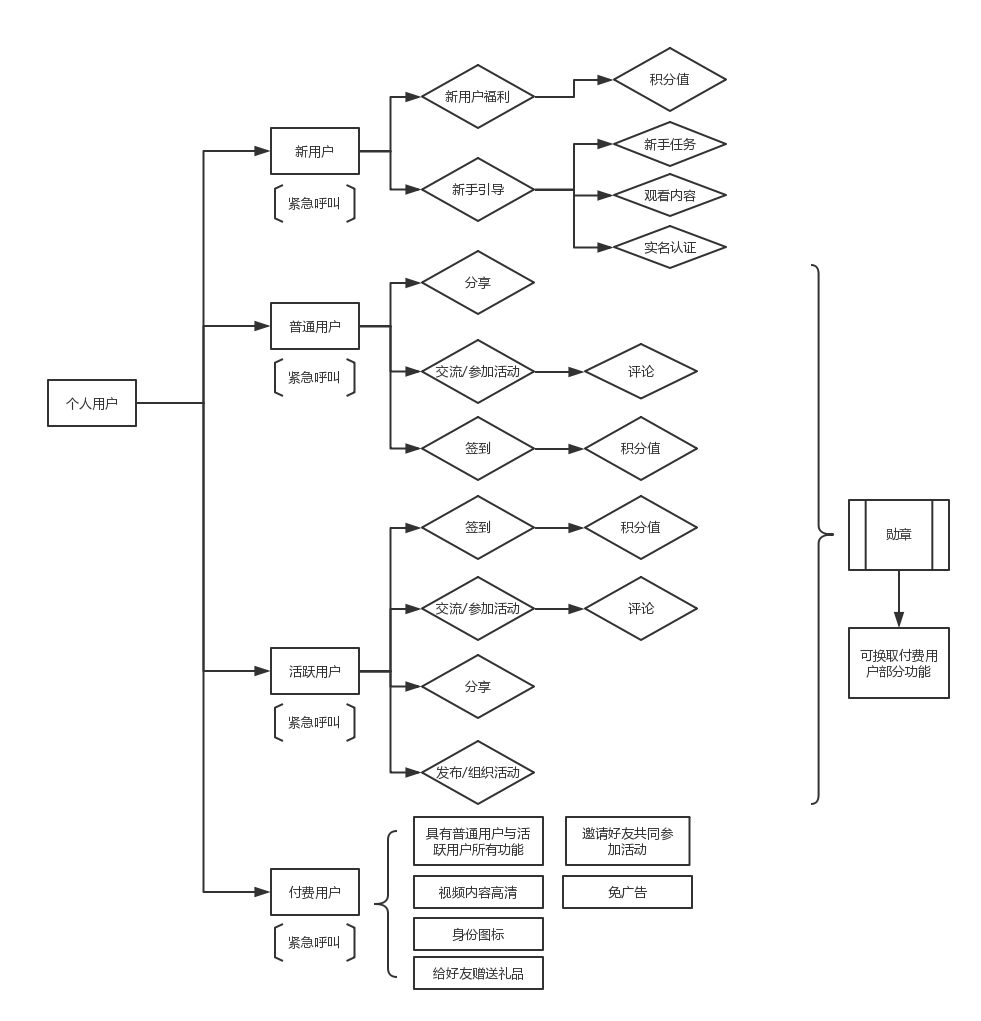 个人用户
新用户
紧急呼叫
新用户福利
积分值
新手引导
新手任务
观看内容
实名认证
普通用户
紧急呼叫
分享
交流/参加活动
评论
签到
积分值
活跃用户
紧急呼叫
签到
积分值
交流/参加活动
评论
分享
发布/组织活动
付费用户
紧急呼叫
具有普通用户与活
跃用户所有功能
邀请好友共同参
加活动
视频内容高清
免广告
身份图标
给好友赠送礼品
勋章
可换取付费用
户部分功能